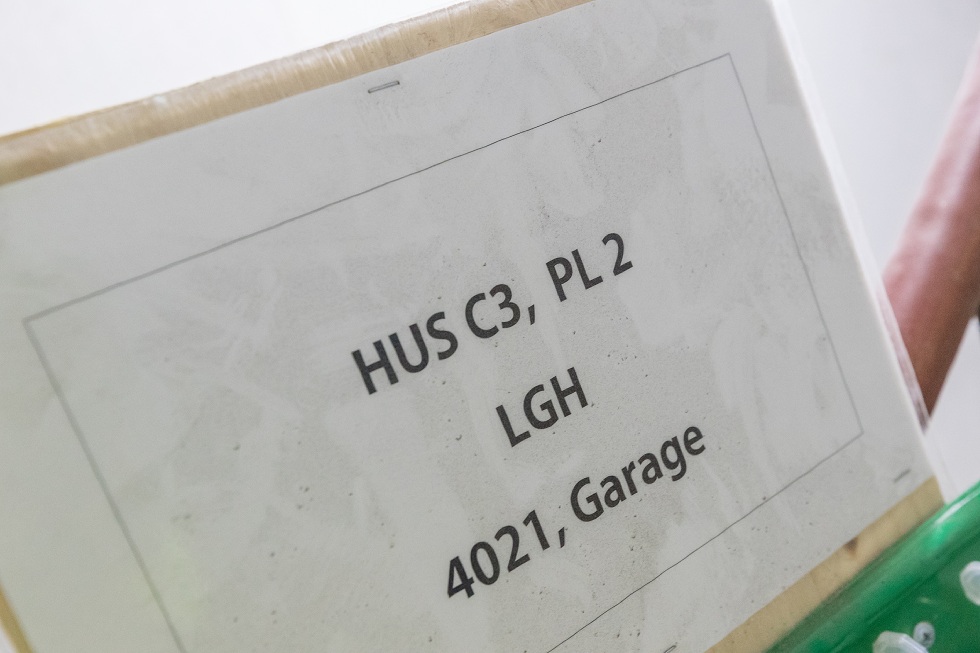 HUS C3, PL 2
LGH
4021, Garage